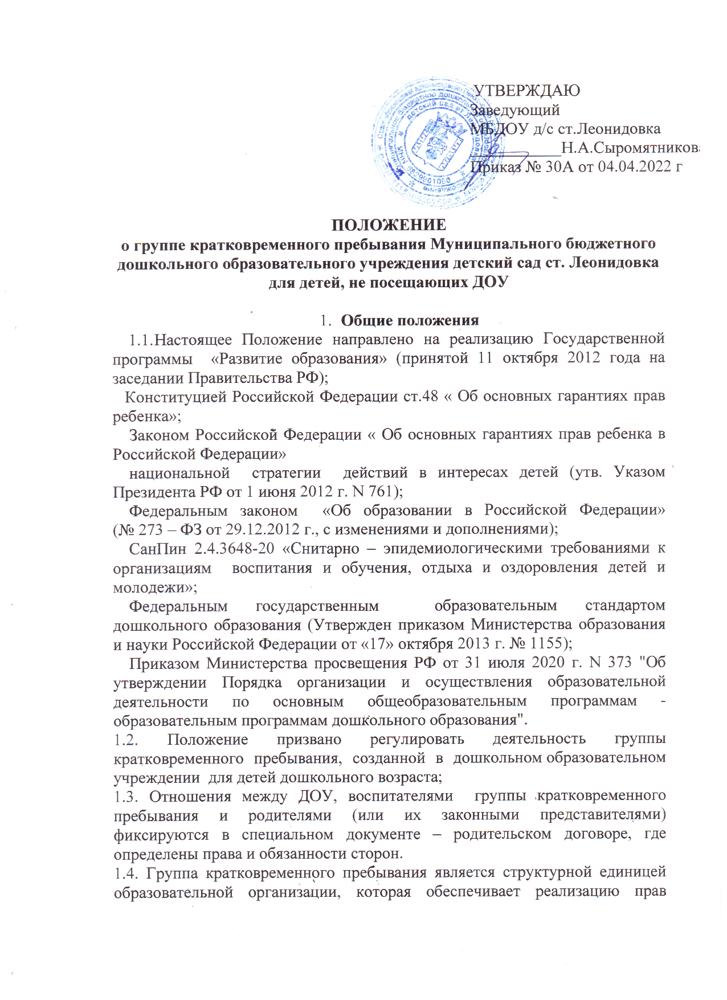 УТВЕРЖДАЮ
Заведующий
МБДОУ д/с ст.Леонидовка
___________Н.А.Сыромятникова
Приказ № 30А от 04.04.2022 г
ПОЛОЖЕНИЕ
о группе кратковременного пребывания Муниципального бюджетного
дошкольного образовательного учреждения детский сад ст. Леонидовка
для детей, не посещающих ДОУ
1. Общие положения
1.1.Настоящее Положение направлено на реализацию Государственной
программы «Развитие образования» (принятой 11 октября 2012 года на
заседании Правительства РФ);
Конституцией Российской Федерации ст.48 « Об основных гарантиях прав
ребенка»;
Законом Российской Федерации « Об основных гарантиях прав ребенка в
Российской Федерации»
национальной стратегии действий в интересах детей (утв. Указом
Президента РФ от 1 июня 2012 г. N 761);
Федеральным законом «Об образовании в Российской Федерации»
(№ 273 – ФЗ от 29.12.2012 г., с изменениями и дополнениями);
СанПин 2.4.3648-20 «Снитарно – эпидемиологическими требованиями к
организациям воспитания и обучения, отдыха и оздоровления детей и
молодежи»;
Федеральным государственным образовательным стандартом
дошкольного образования (Утвержден приказом Министерства образования
и науки Российской Федерации от «17» октября 2013 г. № 1155);
Приказом Министерства просвещения РФ от 31 июля 2020 г. N 373 "Об
утверждении Порядка организации и осуществления образовательной
деятельности по основным общеобразовательным программам -
образовательным программам дошкольного образования".
1.2. Положение призвано регулировать деятельность группы
кратковременного пребывания, созданной в дошкольном образовательном
учреждении для детей дошкольного возраста;
1.3. Отношения между ДОУ, воспитателями группы кратковременного
пребывания и родителями (или их законными представителями)
фиксируются в специальном документе – родительском договоре, где
определены права и обязанности сторон.
1.4. Группа кратковременного пребывания является структурной единицей
образовательной организации, которая обеспечивает реализацию прав